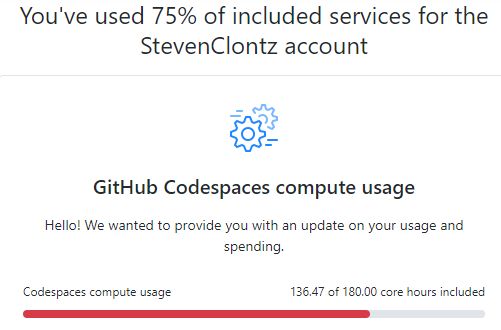 You've used 75% of included services for the
StevenClontz account
GitHub Codespaces compute usage
Hello! We wanted to provide you with an update on your usage and
spending.
Codespaces compute usage 136.47 of 180.00 core hours included